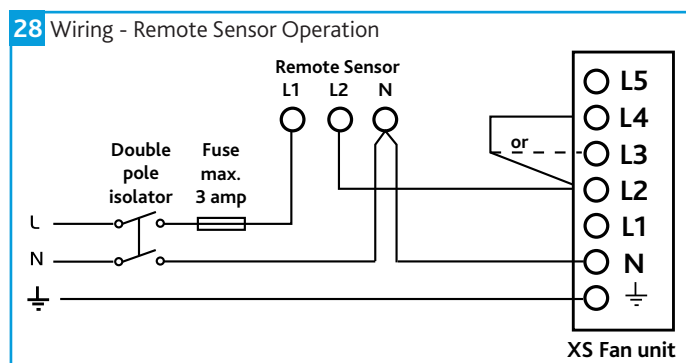 28 Wiring - Remote Sensor Operation
Remote Sensor
L1 L2 N
Double
pole
isolator
Fuse
max.
3 amp
or
L
N
L5
L4
L3
L2
L1
N
XS Fan unit